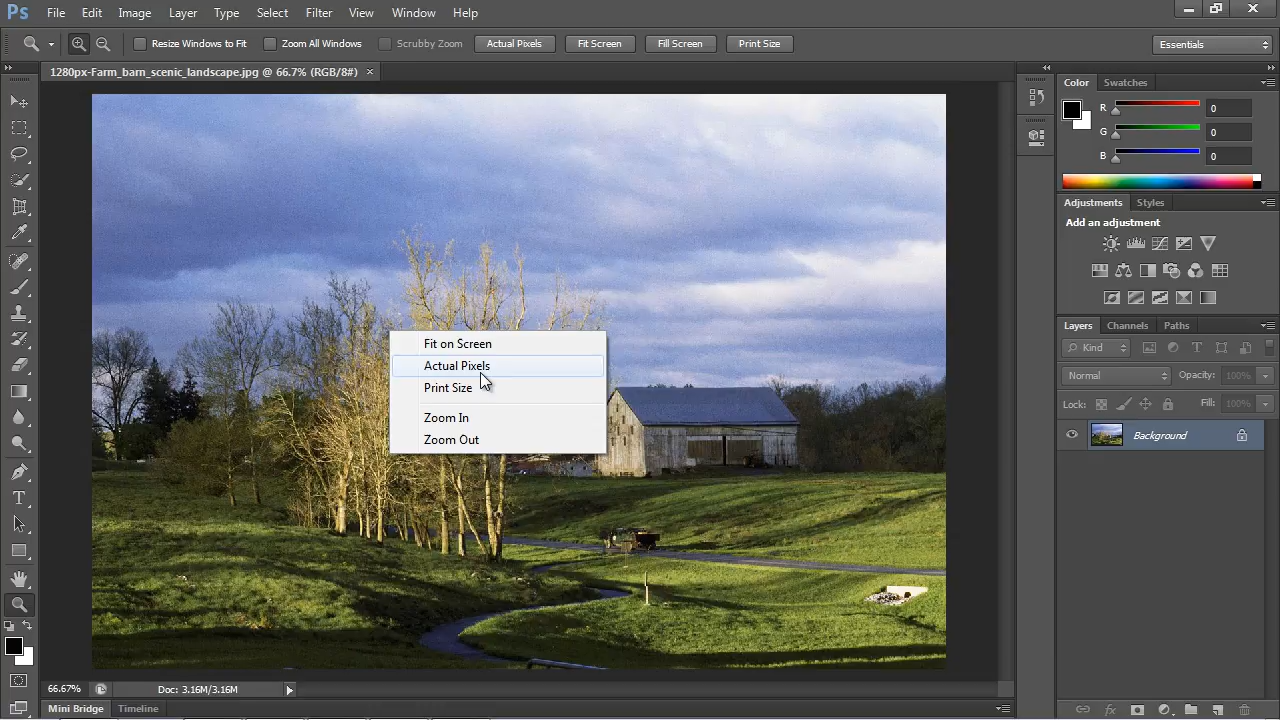 Ps File Edit Image Layer Type Select Filter View Window Help
Resize Windows to Fit Zoom All Windows Scrubby Zoom Actual Pixels Fit Screen Fill Screen Print Size Essentials
1280px-Farm_barn_scenic_landscape.jpg @ 66.7% (RGB/8#) ×
Color Swatches
R 0
G 0
B 0
Adjustments Styles
Add an adjustment
Fit on Screen
Actual Pixels
Print Size
Zoom In
Zoom Out
Layers Channels Paths
Kind
Normal Opacity: 100%
Lock: Fill: 100%
Background
66.67% Doc: 3.16M/3.16M
Mini Bridge Timeline